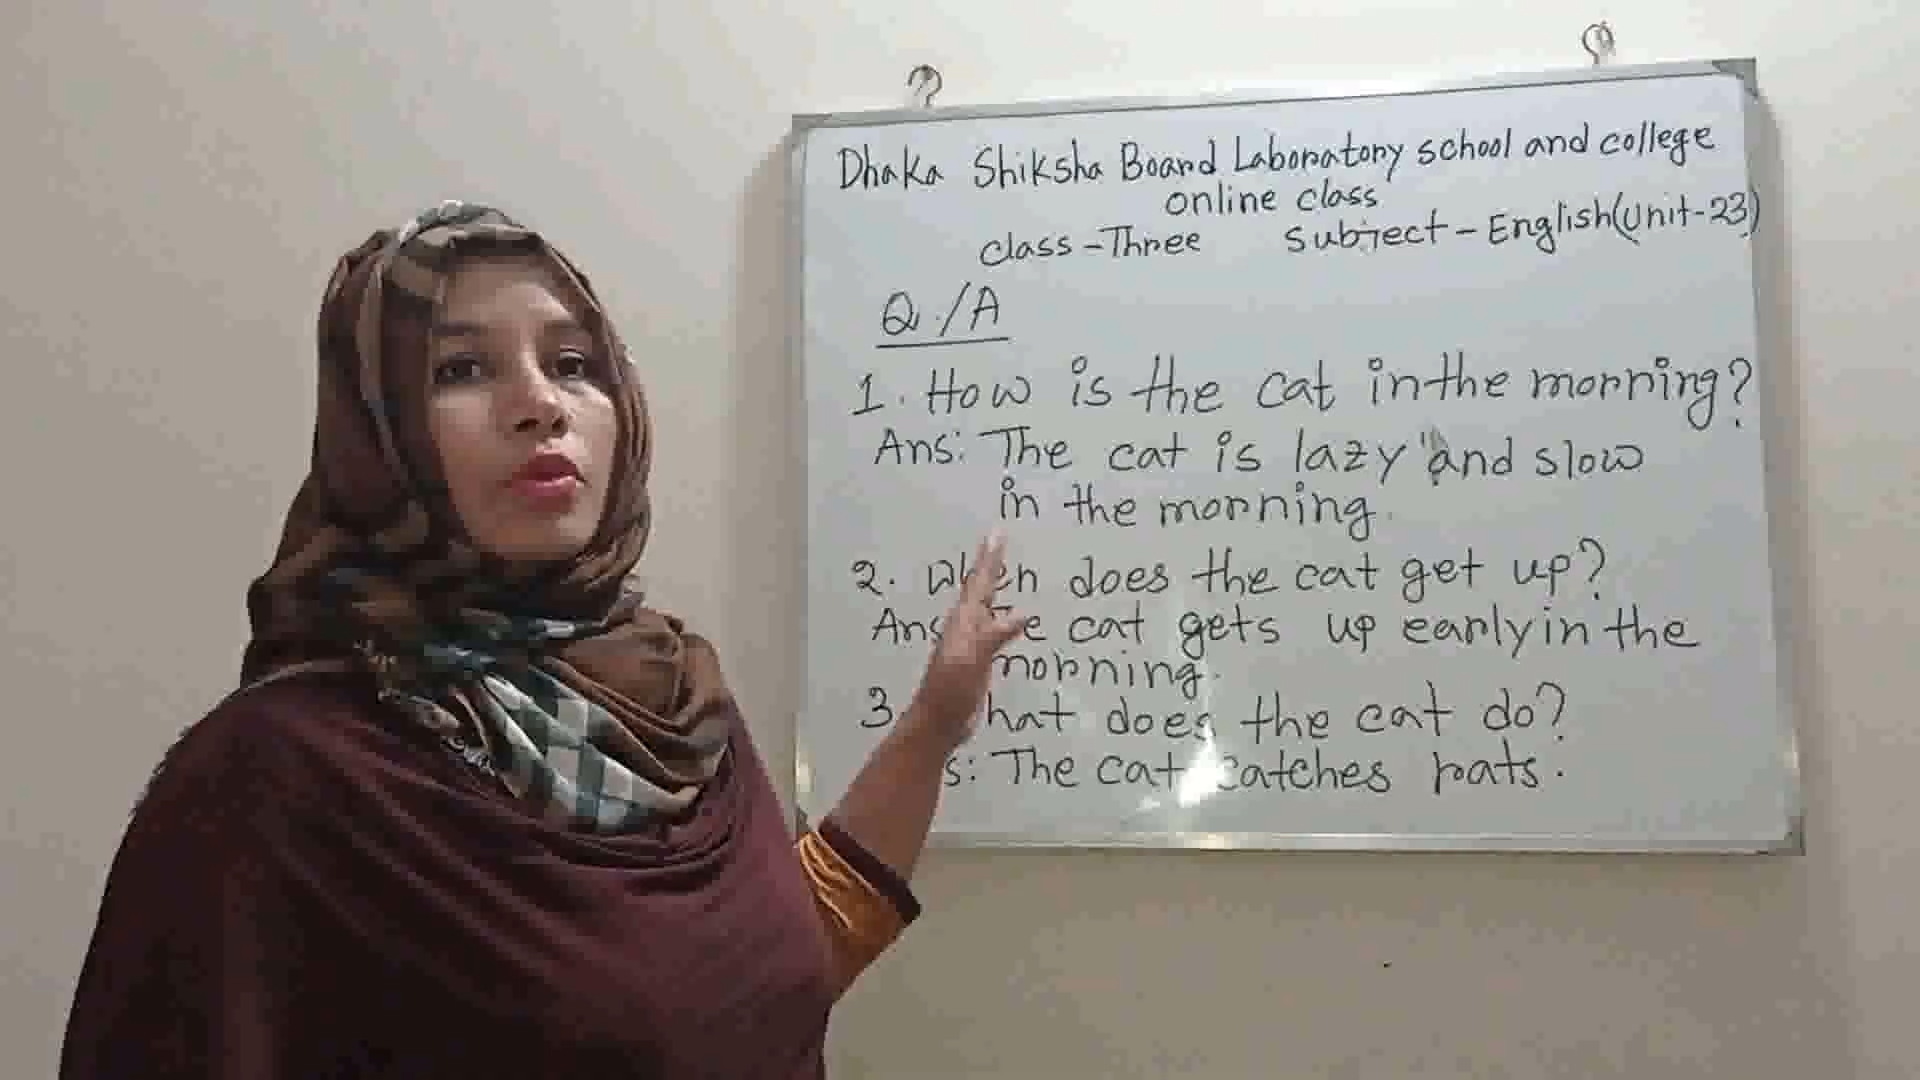 Dhaka Shiksha Board Laboratory school and college
online class
class-Three Subject-English(Unit-23)
Q./A
1. How is the cat in the morning?
Ans: The cat is lazy and slow
in the morning.
2. When does the cat get up?
Ans cat gets up early in the
morning.
3 hat does the cat do?
s: The cat catches rats.